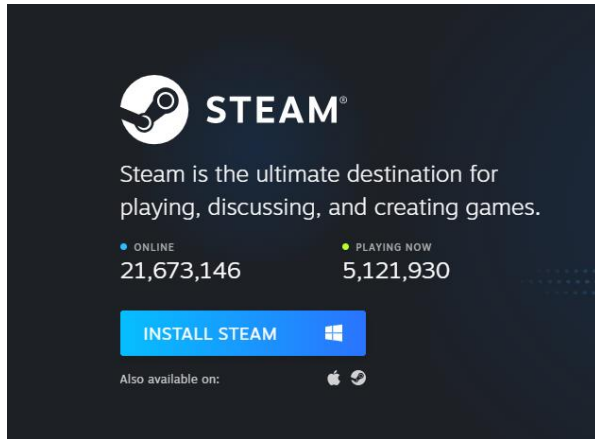 STEAM®
Steam is the ultimate destination for
playing, discussing, and creating games.
ONLINE PLAYING NOW
21,673,146 5,121,930
INSTALL STEAM
Also available on: